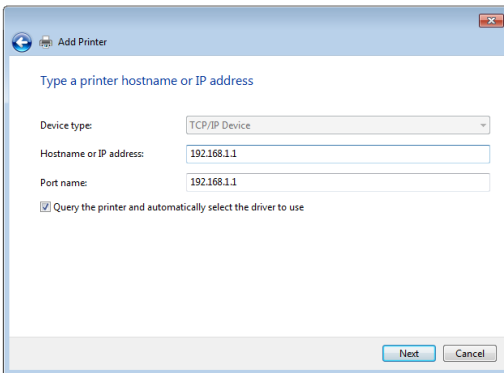 Add Printer
Type a printer hostname or IP address
Device type: TCP/IP Device
Hostname or IP address: 192.168.1.1
Port name: 192.168.1.1
Query the printer and automatically select the driver to use
Next Cancel